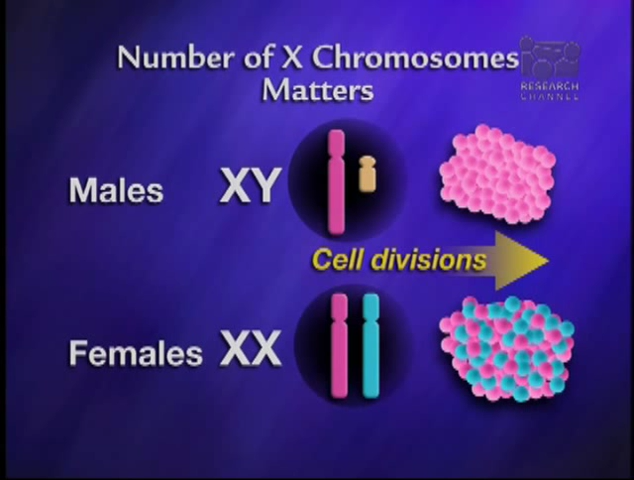 Number of X Chromosomes
Matters
RESEARCH
CHANNEL
Males XY
Cell divisions
Females XX